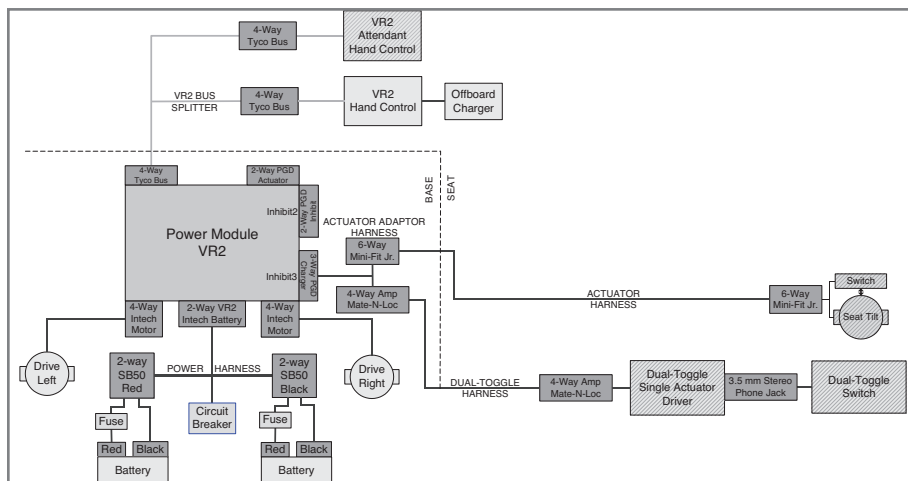 4-Way
Tyco Bus
VR2
Attendant
Hand Control
VR2 BUS
SPLITTER
4-Way
Tyco Bus
VR2
Hand Control
Offboard
Charger
4-Way
Tyco Bus
2-Way PGD
Actuator
BASE
SEAT
Power Module
VR2
Inhibit2
2-Way PGD
Inhibit
Inhibit3
3-Way PGD
Charger
ACTUATOR ADAPTOR
HARNESS
6-Way
Mini-Fit Jr.
4-Way Amp
Mate-N-Loc
ACTUATOR
HARNESS
6-Way
Mini-Fit Jr.
Switch
Seat Tilt
4-Way
Intech
Motor
2-Way VR2
Intech Battery
4-Way
Intech
Motor
Drive
Left
2-way
SB50
Red
POWER HARNESS
2-way
SB50
Black
Drive
Right
DUAL-TOGGLE
HARNESS
4-Way Amp
Mate-N-Loc
Dual-Toggle
Single Actuator
Driver
3.5 mm Stereo
Phone Jack
Dual-Toggle
Switch
Fuse
Circuit
Breaker
Fuse
Red
Black
Battery
Red
Black
Battery